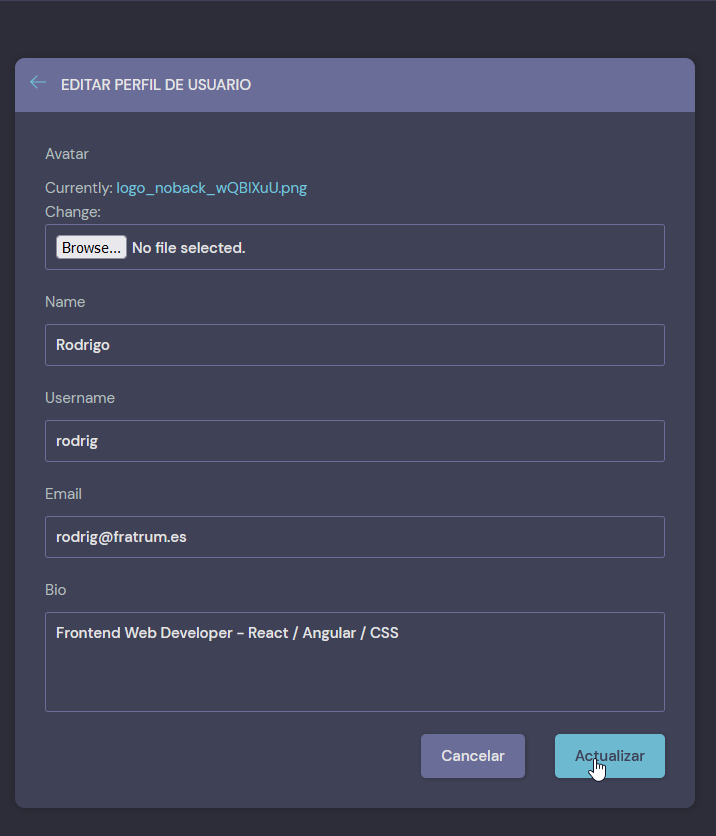 EDITAR PERFIL DE USUARIO
Avatar
Currently: logo_noback_wQBlXuU.png
Change:
Browse... No file selected.
Name
Rodrigo
Username
rodrig
Email
rodrig@fratrum.es
Bio
Frontend Web Developer - React / Angular / CSS
Cancelar Actualizar